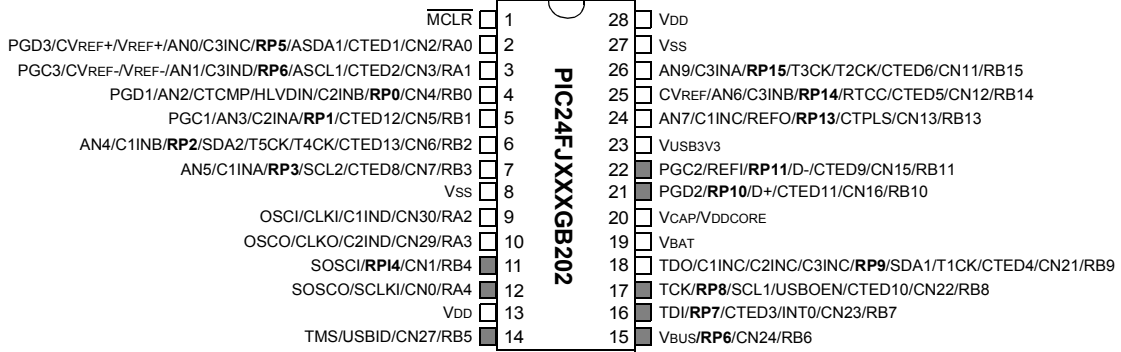 MCLR 1 28 VDD
PGD3/CVREF+/VREF+/AN0/C3INC/RP5/ASDA1/CTED1/CN2/RA0 2 27 VSS
PGC3/CVREF-/VREF-/AN1/C3IND/RP6/ASCL1/CTED2/CN3/RA1 3 26 AN9/C3INA/RP15/T3CK/T2CK/CTED6/CN11/RB15
PGD1/AN2/CTCMP/HLVDIN/C2INB/RP0/CN4/RB0 4 25 CVREF/AN6/C3INB/RP14/RTCC/CTED5/CN12/RB14
PGC1/AN3/C2INA/RP1/CTED12/CN5/RB1 5 24 AN7/C1INC/REFO/RP13/CTPLS/CN13/RB13
AN4/C1INB/RP2/SDA2/T5CK/T4CK/CTED13/CN6/RB2 6 23 VUSB3V3
AN5/C1INA/RP3/SCL2/CTED8/CN7/RB3 7 22 PGC2/REFI/RP11/D-/CTED9/CN15/RB11
VSS 8 21 PGD2/RP10/D+/CTED11/CN16/RB10
OSCI/CLKI/C1IND/CN30/RA2 9 20 VCAP/VDDCORE
OSCO/CLKO/C2IND/CN29/RA3 10 19 VBAT
SOSCI/RPI4/CN1/RB4 11 18 TDO/C1INC/C2INC/C3INC/RP9/SDA1/T1CK/CTED4/CN21/RB9
SOSCO/SCLKI/CN0/RA4 12 17 TCK/RP8/SCL1/USBOEN/CTED10/CN22/RB8
VDD 13 16 TDI/RP7/CTED3/INT0/CN23/RB7
TMS/USBID/CN27/RB5 14 15 VBUS/RP6/CN24/RB6
PIC24FJXXXGB202